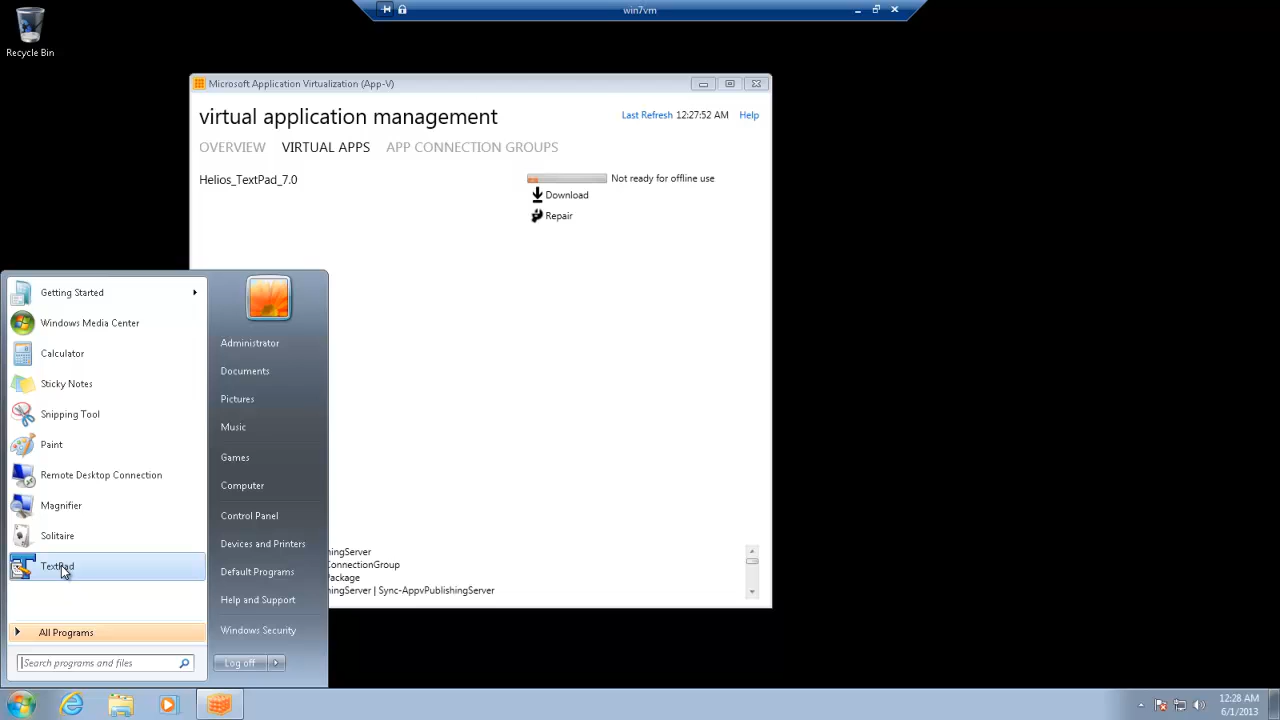 win7vm
Recycle Bin
Microsoft Application Virtualization (App-V)
virtual application management
Last Refresh 12:27:52 AM Help
OVERVIEW VIRTUAL APPS APP CONNECTION GROUPS
Helios_TextPad_7.0
Not ready for offline use
Download
Repair
Getting Started
Windows Media Center
Calculator
Sticky Notes
Snipping Tool
Paint
Remote Desktop Connection
Magnifier
Solitaire
TextPad
All Programs
Search programs and files
Administrator
Documents
Pictures
Music
Games
Computer
Control Panel
Devices and Printers
Default Programs
Help and Support
Windows Security
Log off
hingServer
ConnectionGroup
Package
hingServer | Sync-AppvPublishingServer
12:28 AM
6/1/2013